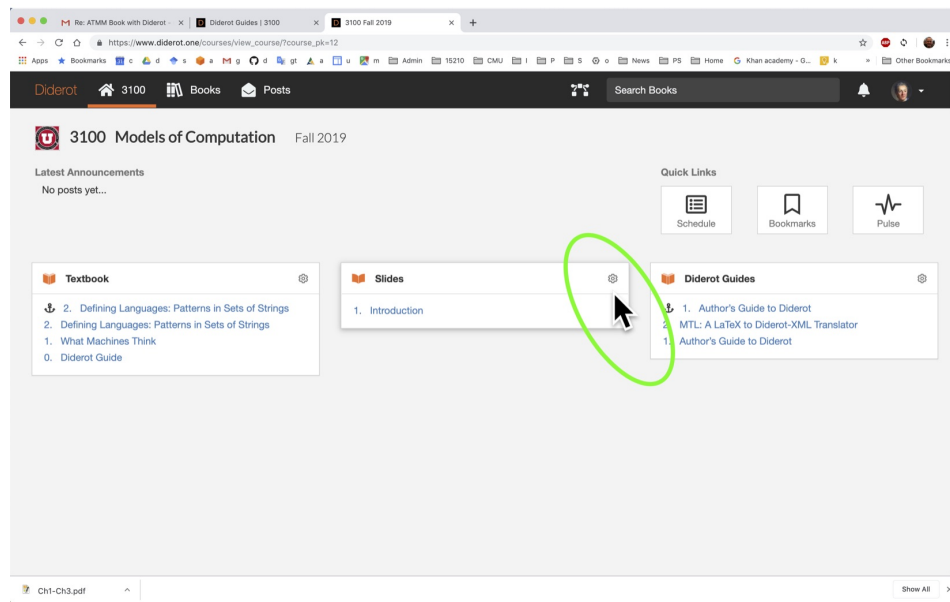 Re: ATMM Book with Diderot -
Diderot Guides | 3100
3100 Fall 2019
https://www.diderot.one/courses/view_course/?course_pk=12
Apps Bookmarks c d s a g d gt a u m Admin 15210 CMU I P S o News PS Home Khan academy - G... k » Other Bookmarks
Diderot 3100 Books Posts Search Books
3100 Models of Computation Fall 2019
Latest Announcements
No posts yet...
Quick Links
Schedule Bookmarks Pulse
Textbook
2. Defining Languages: Patterns in Sets of Strings
2. Defining Languages: Patterns in Sets of Strings
1. What Machines Think
0. Diderot Guide
Slides
1. Introduction
Diderot Guides
1. Author's Guide to Diderot
2. MTL: A LaTeX to Diderot-XML Translator
1. Author's Guide to Diderot
Ch1-Ch3.pdf
Show All